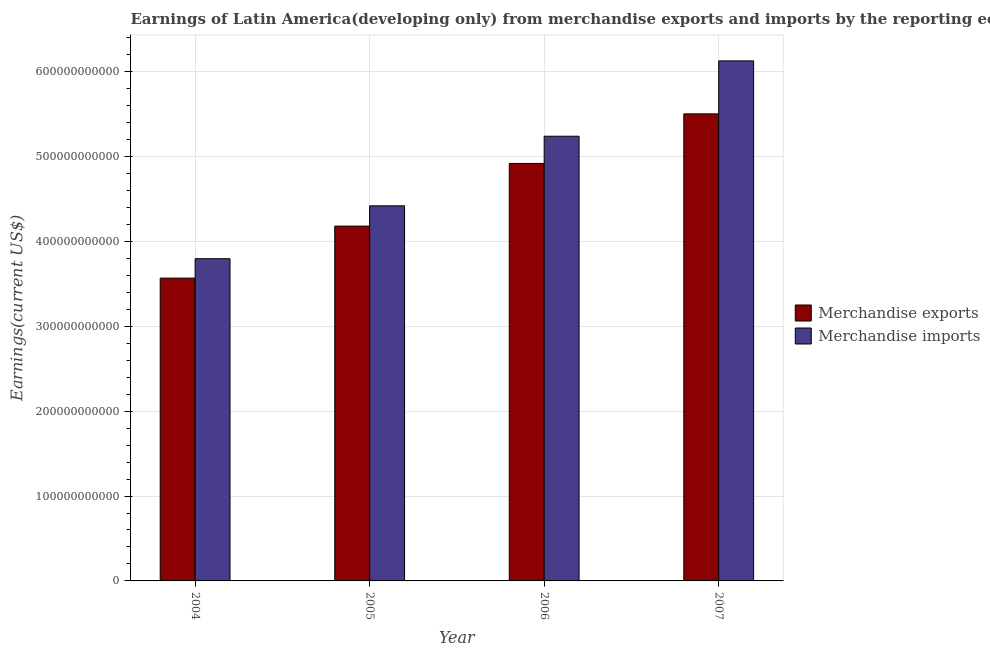 Earnings of Latin America(developing only) from merchandise exports and imports by the reporting
Earnings(current US$)
600000000000
500000000000
400000000000
300000000000
200000000000
100000000000
0
2004
2005
2006
2007
Year
Merchandise exports
Merchandise imports